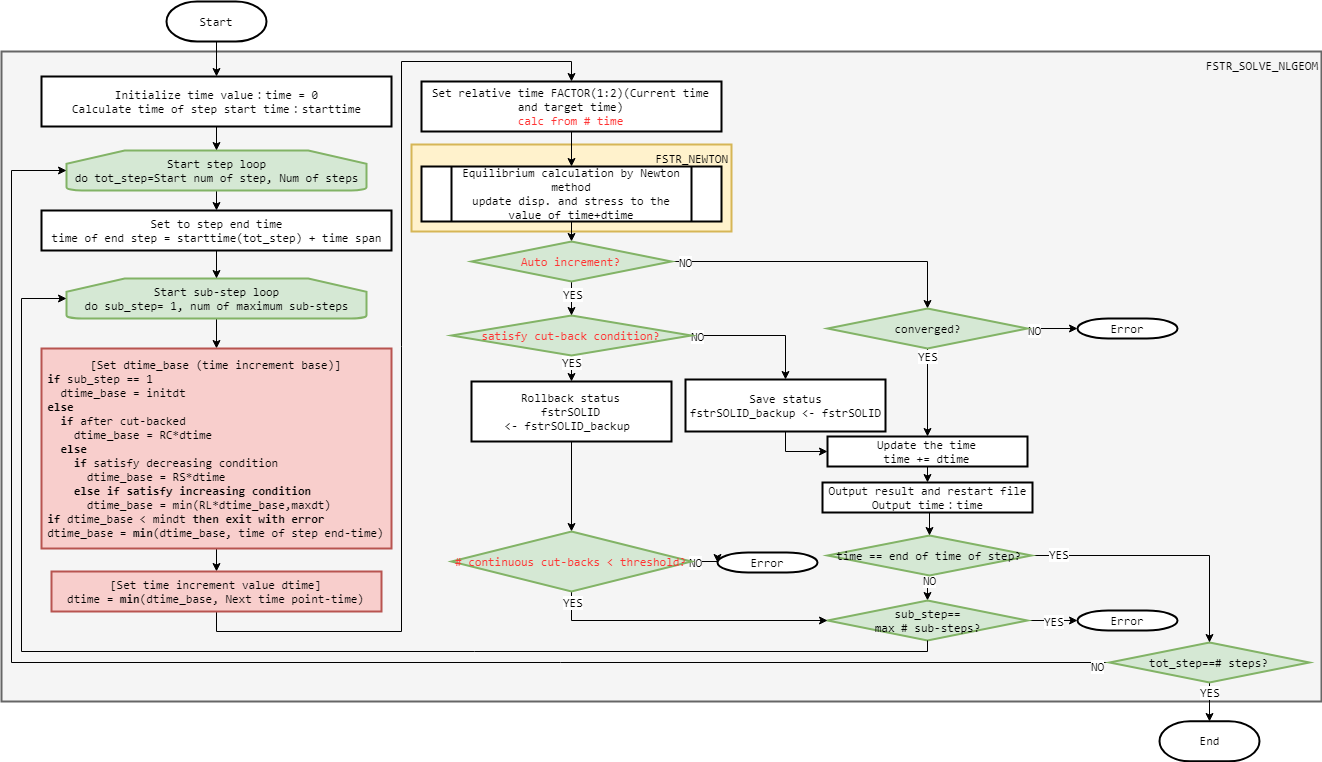 Start
FSTR_SOLVE_NLGEOM
Initialize time value：time = 0
Calculate time of step start time：starttime
Start step loop
do tot_step=Start num of step, Num of steps
Set to step end time
time of end step = starttime(tot_step) + time span
Start sub-step loop
do sub_step= 1, num of maximum sub-steps
[Set dtime_base (time increment base)]
if sub_step == 1
dtime_base = initdt
else
if after cut-backed
dtime_base = RC*dtime
else
if satisfy decreasing condition
dtime_base = RS*dtime
else if satisfy increasing condition
dtime_base = min(RL*dtime_base,maxdt)
if dtime_base < mindt then exit with error
dtime_base = min(dtime_base, time of step end-time)
[Set time increment value dtime]
dtime = min(dtime_base, Next time point-time)
Set relative time FACTOR(1:2)(Current time
and target time)
calc from # time
FSTR_NEWTON
Equilibrium calculation by Newton
method
update disp. and stress to the
value of time+dtime
Auto increment?
NO
YES
satisfy cut-back condition?
NO
YES
Rollback status
fstrSOLID
<- fstrSOLID_backup
Save status
fstrSOLID_backup <- fstrSOLID
converged?
NO
Error
YES
Update the time
time += dtime
Output result and restart file
Output time：time
# continuous cut-backs < threshold?
NO
Error
YES
time == end of time of step?
YES
NO
sub_step==
max # sub-steps?
YES
Error
tot_step==# steps?
NO
YES
End